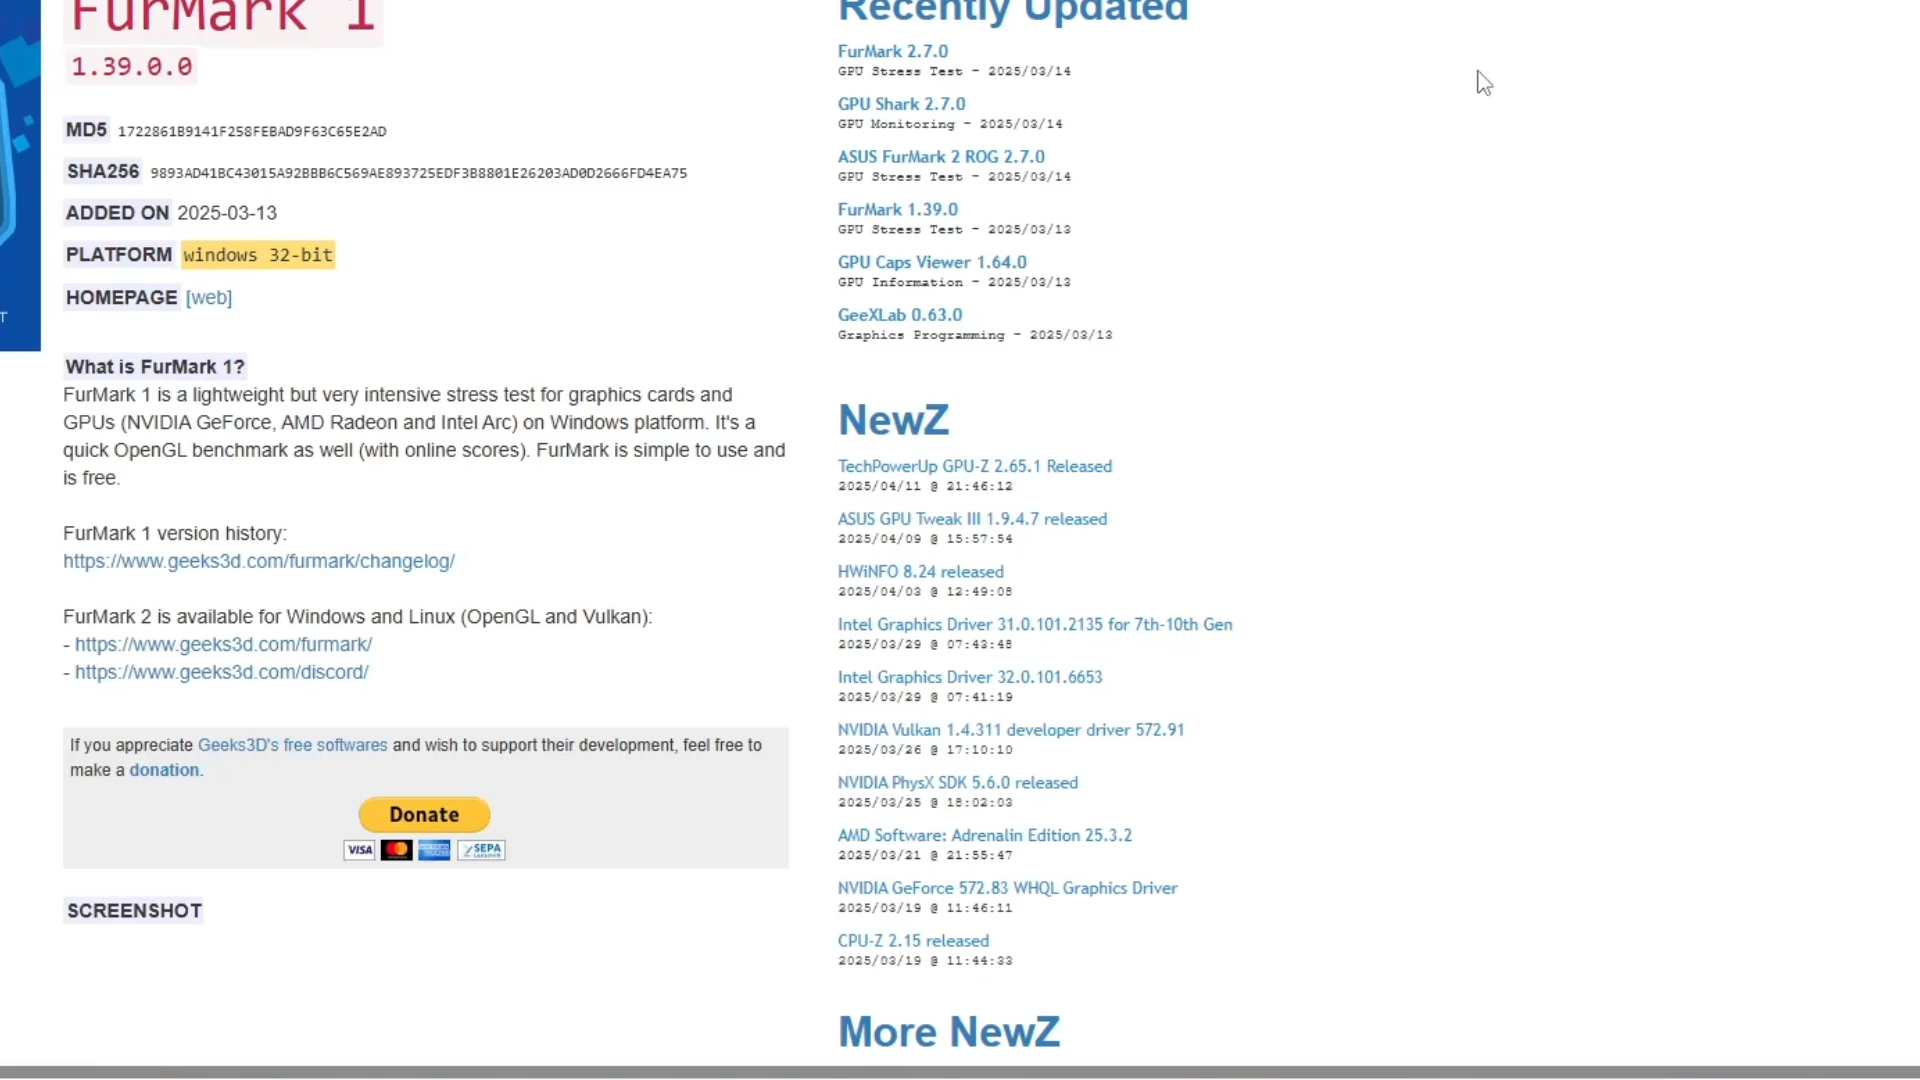 FurMark 1
1.39.0.0
MD5 1722861B9141F258FEBAD9F63C65E2AD
SHA256 9893AD41BC43015A92BBB6C569AE893725EDF3B8801E26203AD0D2666FD4EA75
ADDED ON 2025-03-13
PLATFORM windows 32-bit
HOMEPAGE [web]
T
What is FurMark 1?
FurMark 1 is a lightweight but very intensive stress test for graphics cards and
GPUs (NVIDIA GeForce, AMD Radeon and Intel Arc) on Windows platform. It's a
quick OpenGL benchmark as well (with online scores). FurMark is simple to use and
is free.
FurMark 1 version history:
https://www.geeks3d.com/furmark/changelog/
FurMark 2 is available for Windows and Linux (OpenGL and Vulkan):
- https://www.geeks3d.com/furmark/
- https://www.geeks3d.com/discord/
If you appreciate Geeks3D's free softwares and wish to support their development, feel free to
make a donation.
Donate
VISA
SEPA
SCREENSHOT
Recently Updated
FurMark 2.7.0
GPU Stress Test - 2025/03/14
GPU Shark 2.7.0
GPU Monitoring - 2025/03/14
ASUS FurMark 2 ROG 2.7.0
GPU Stress Test - 2025/03/14
FurMark 1.39.0
GPU Stress Test - 2025/03/13
GPU Caps Viewer 1.64.0
GPU Information - 2025/03/13
GeeXLab 0.63.0
Graphics Programming - 2025/03/13
NewZ
TechPowerUp GPU-Z 2.65.1 Released
2025/04/11 @ 21:46:12
ASUS GPU Tweak III 1.9.4.7 released
2025/04/09 @ 15:57:54
HWiNFO 8.24 released
2025/04/03 @ 12:49:08
Intel Graphics Driver 31.0.101.2135 for 7th-10th Gen
2025/03/29 @ 07:43:48
Intel Graphics Driver 32.0.101.6653
2025/03/29 @ 07:41:19
NVIDIA Vulkan 1.4.311 developer driver 572.91
2025/03/26 @ 17:10:10
NVIDIA PhysX SDK 5.6.0 released
2025/03/25 @ 18:02:03
AMD Software: Adrenalin Edition 25.3.2
2025/03/21 @ 21:55:47
NVIDIA GeForce 572.83 WHQL Graphics Driver
2025/03/19 @ 11:46:11
CPU-Z 2.15 released
2025/03/19 @ 11:44:33
More NewZ